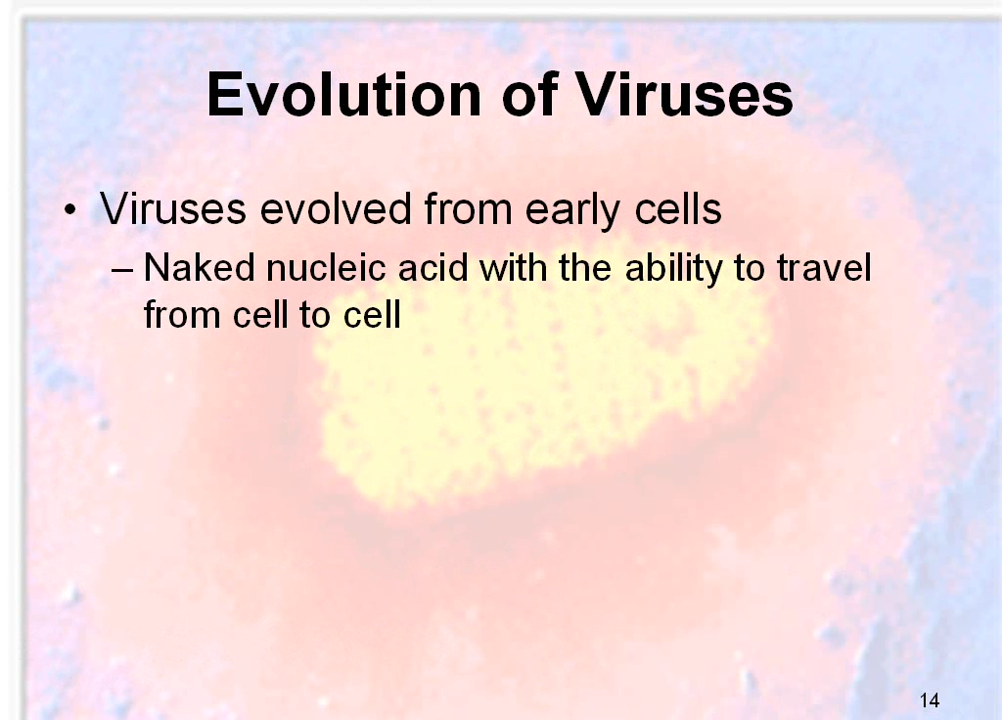 Evolution of Viruses
• Viruses evolved from early cells
– Naked nucleic acid with the ability to travel
from cell to cell
14